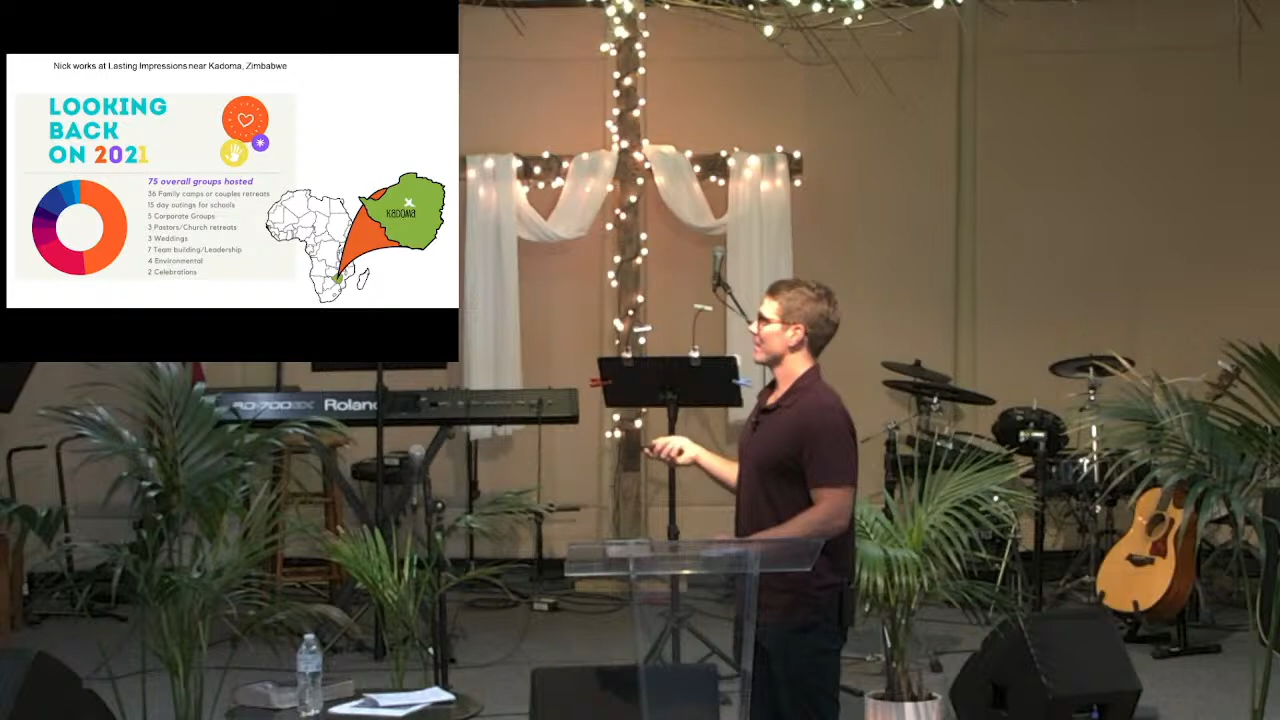 Nick works at Lasting Impressions near Kadoma, Zimbabwe
LOOKING
BACK
ON 2021
75 overall groups hosted
36 Family camps or couples retreats
15 day outings for schools
5 Corporate Groups
3 Pastors/Church retreats
3 Weddings
7 Team building/Leadership
4 Environmental
2 Celebrations
KADOMA
RD-700SX Roland